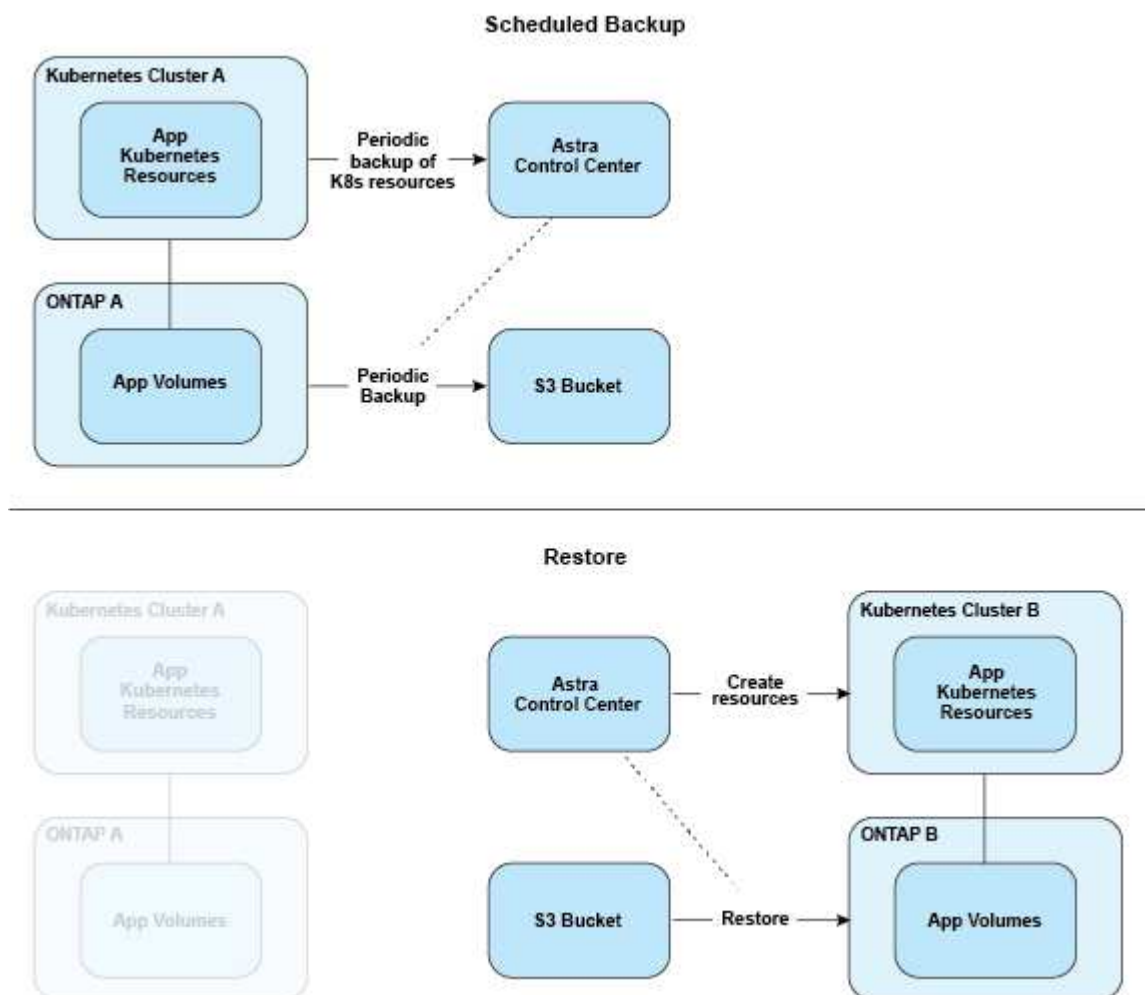 Scheduled Backup
Kubernetes Cluster A
App
Kubernetes
Resources
Periodic
backup of
K8s resources
Astra
Control Center
ONTAP A
App Volumes
Periodic
Backup
S3 Bucket
Restore
Kubernetes Cluster A
App
Kubernetes
Resources
Astra
Control Center
Create
resources
Kubernetes Cluster B
App
Kubernetes
Resources
ONTAP A
App Volumes
S3 Bucket
Restore
ONTAP B
App Volumes